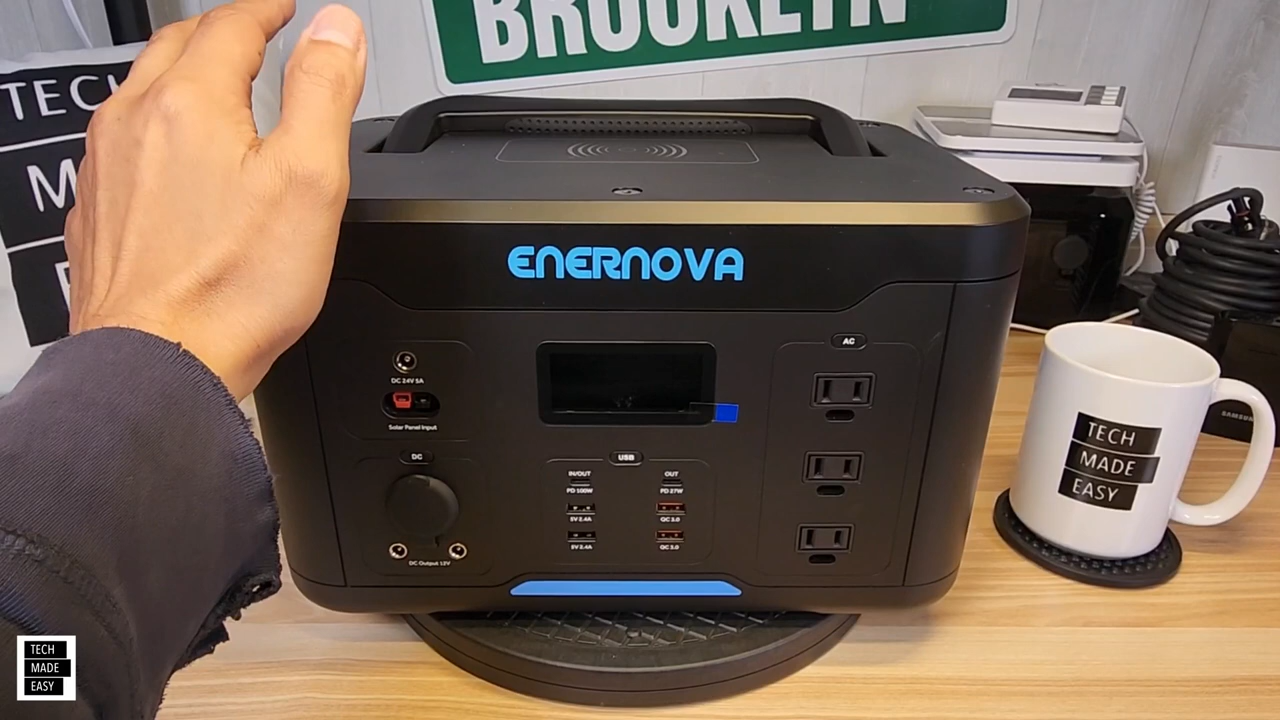 BROOKLYN
TECH
M
E
ENERNOVA
AC
DC 24V 5A
Solar Panel Input
DC
USB
IN/OUT
OUT
PD 100W
PD 27W
5V 2.4A
QC 3.0
5V 2.4A
QC 3.0
DC Output 12V
SAMSUNG
TECH
MADE
EASY
TECH
MADE
EASY